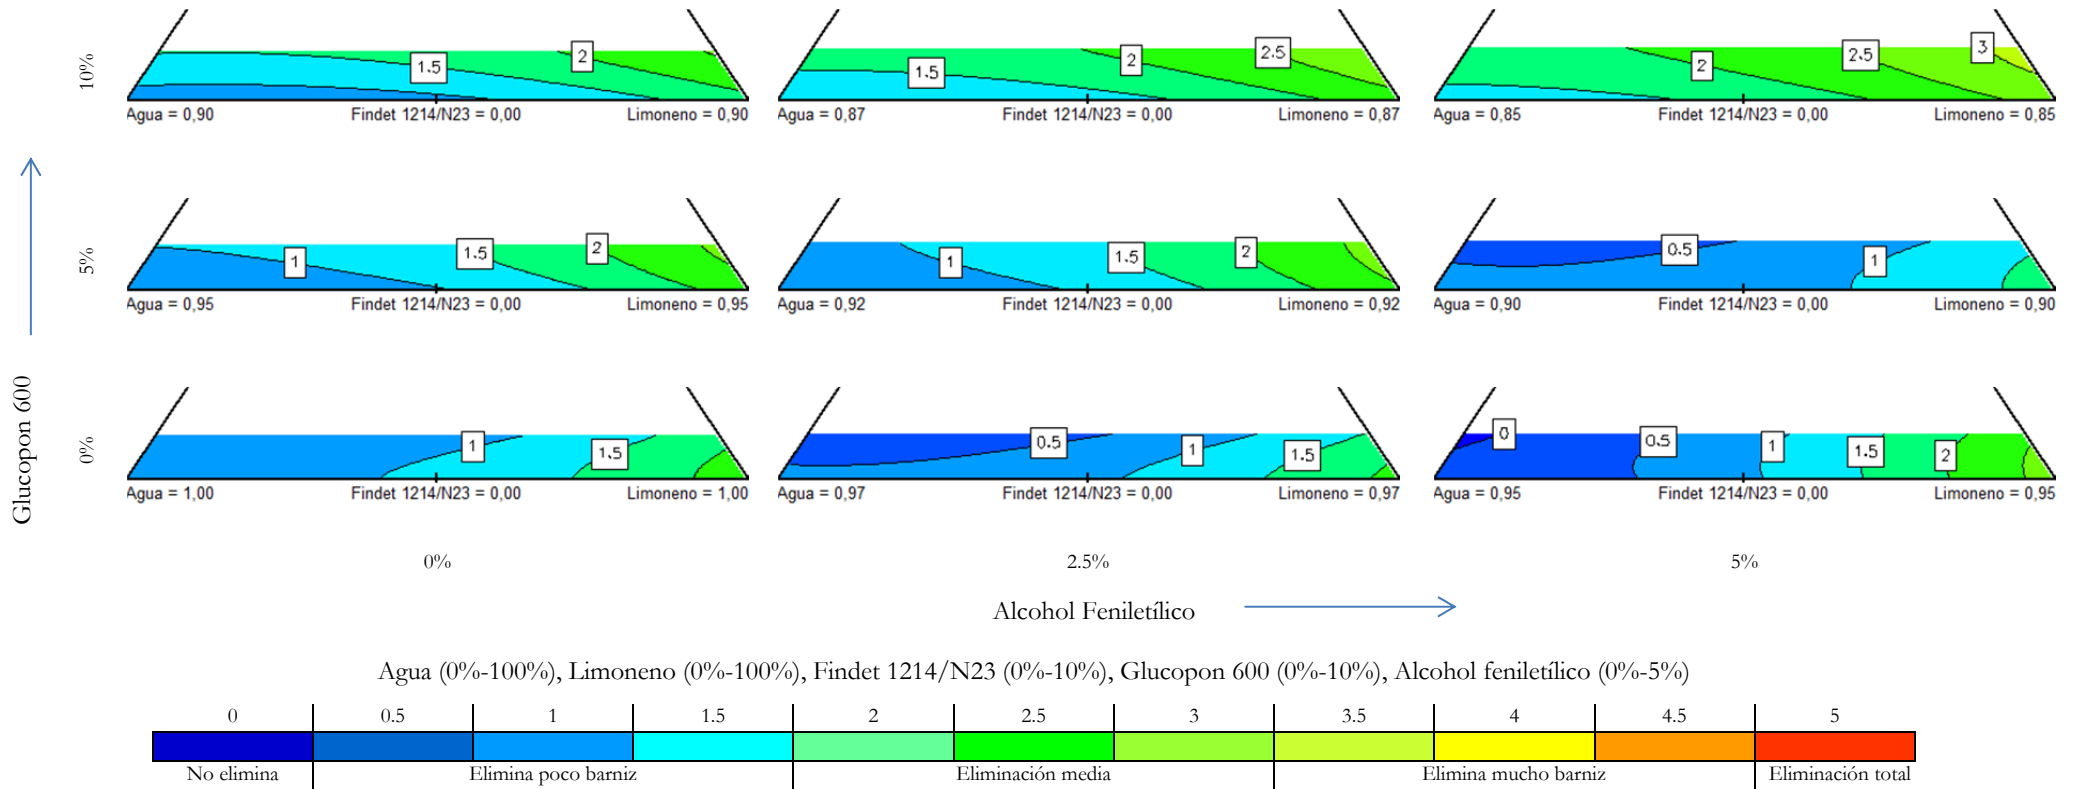 10%
1.5
2
Agua = 0,90 Findet 1214/N23 = 0,00 Limoneno = 0,90
1.5
2
2.5
Agua = 0,87 Findet 1214/N23 = 0,00 Limoneno = 0,87
2
2.5
3
Agua = 0,85 Findet 1214/N23 = 0,00 Limoneno = 0,85
5%
1
1.5
2
Agua = 0,95 Findet 1214/N23 = 0,00 Limoneno = 0,95
1
1.5
2
Agua = 0,92 Findet 1214/N23 = 0,00 Limoneno = 0,92
0.5
1
Agua = 0,90 Findet 1214/N23 = 0,00 Limoneno = 0,90
Glucopon 600
0%
1
1.5
Agua = 1,00 Findet 1214/N23 = 0,00 Limoneno = 1,00
0.5
1
1.5
Agua = 0,97 Findet 1214/N23 = 0,00 Limoneno = 0,97
0
0.5
1
1.5
2
Agua = 0,95 Findet 1214/N23 = 0,00 Limoneno = 0,95
0% 2.5% 5%
Alcohol Feniletílico
Agua (0%-100%), Limoneno (0%-100%), Findet 1214/N23 (0%-10%), Glucopon 600 (0%-10%), Alcohol feniletílico (0%-5%)
0 0.5 1 1.5 2 2.5 3 3.5 4 4.5 5
No elimina Elimina poco barniz Eliminación media Elimina mucho barniz Eliminación total